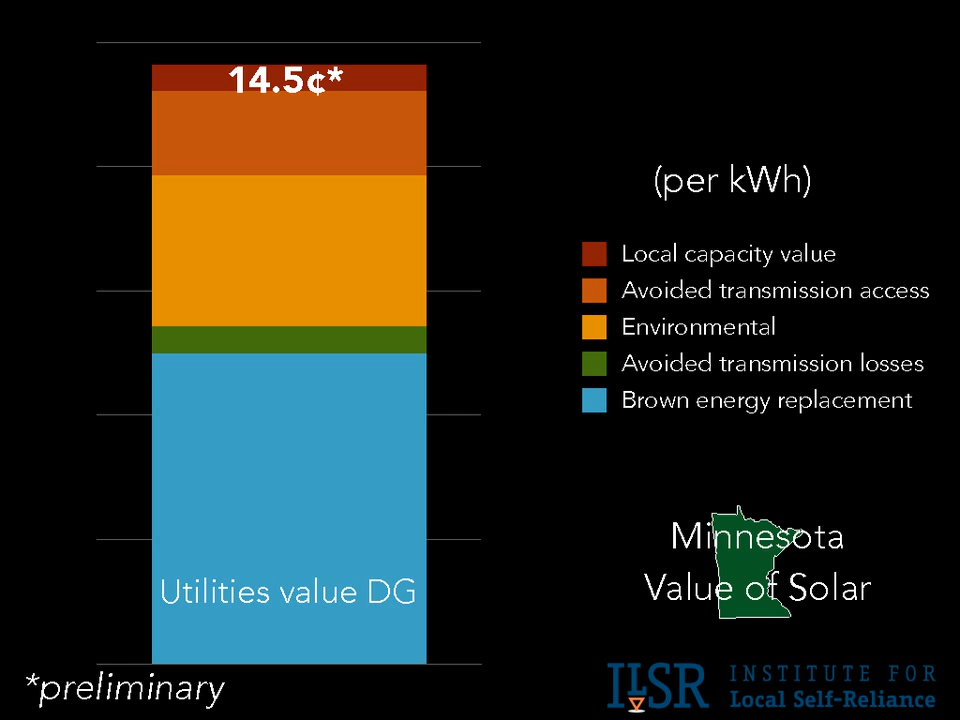 14.5¢*
(per kWh)
Local capacity value
Avoided transmission access
Environmental
Avoided transmission losses
Brown energy replacement
Utilities value DG
Minnesota
Value of Solar
*preliminary
ILSR
INSTITUTE FOR
Local Self-Reliance